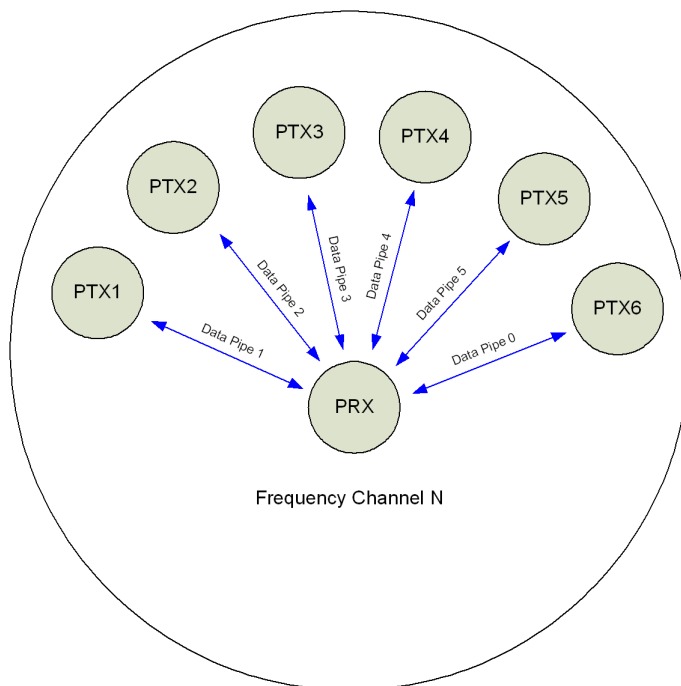 PTX3
PTX4
PTX2
PTX5
PTX1
PTX6
Data Pipe 1
Data Pipe 2
Data Pipe 3
Data Pipe 4
Data Pipe 5
Data Pipe 0
PRX
Frequency Channel N